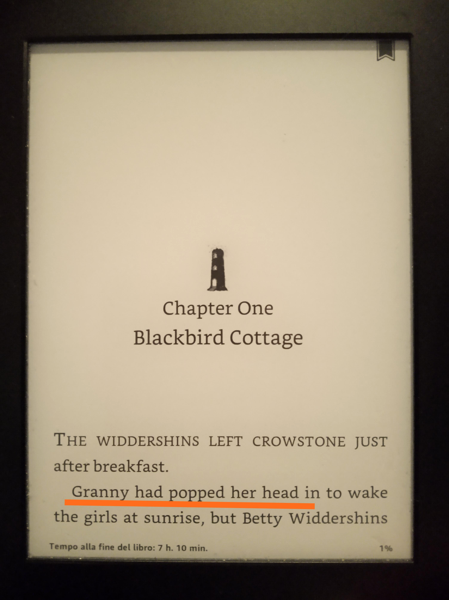 Chapter One
Blackbird Cottage
THE WIDDERSHINS LEFT CROWSTONE JUST
after breakfast.
Granny had popped her head in to wake
the girls at sunrise, but Betty Widdershins
Tempo alla fine del libro: 7 h. 10 min. 1%